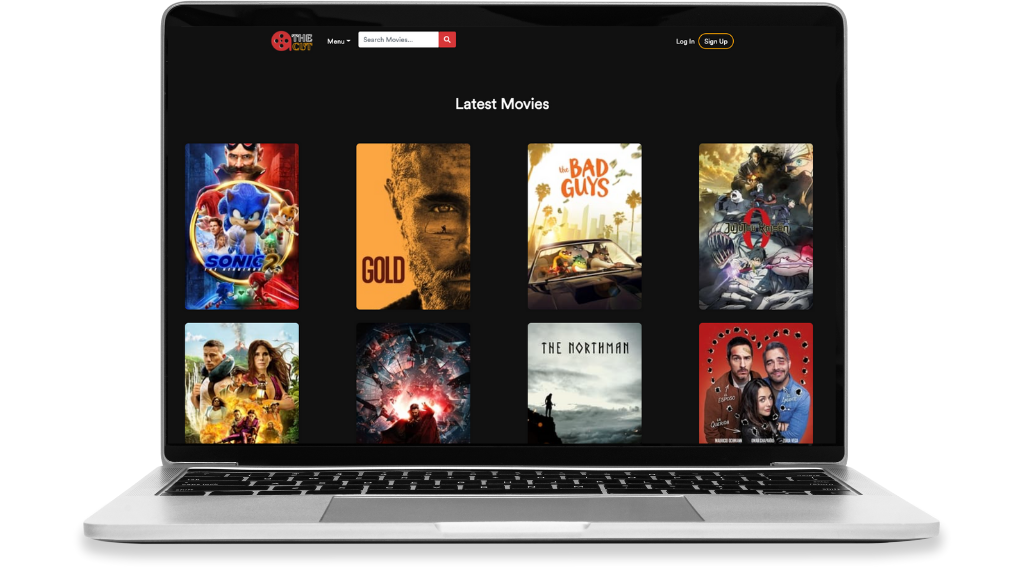 THE
CUT
Menu
Search Movies...
Log In
Sign Up
Latest Movies
SONIC 2
THE HEDGEHOG
GOLD
the BAD
GUYS
0
JUJUTSU KAISEN
THE NORTHMAN